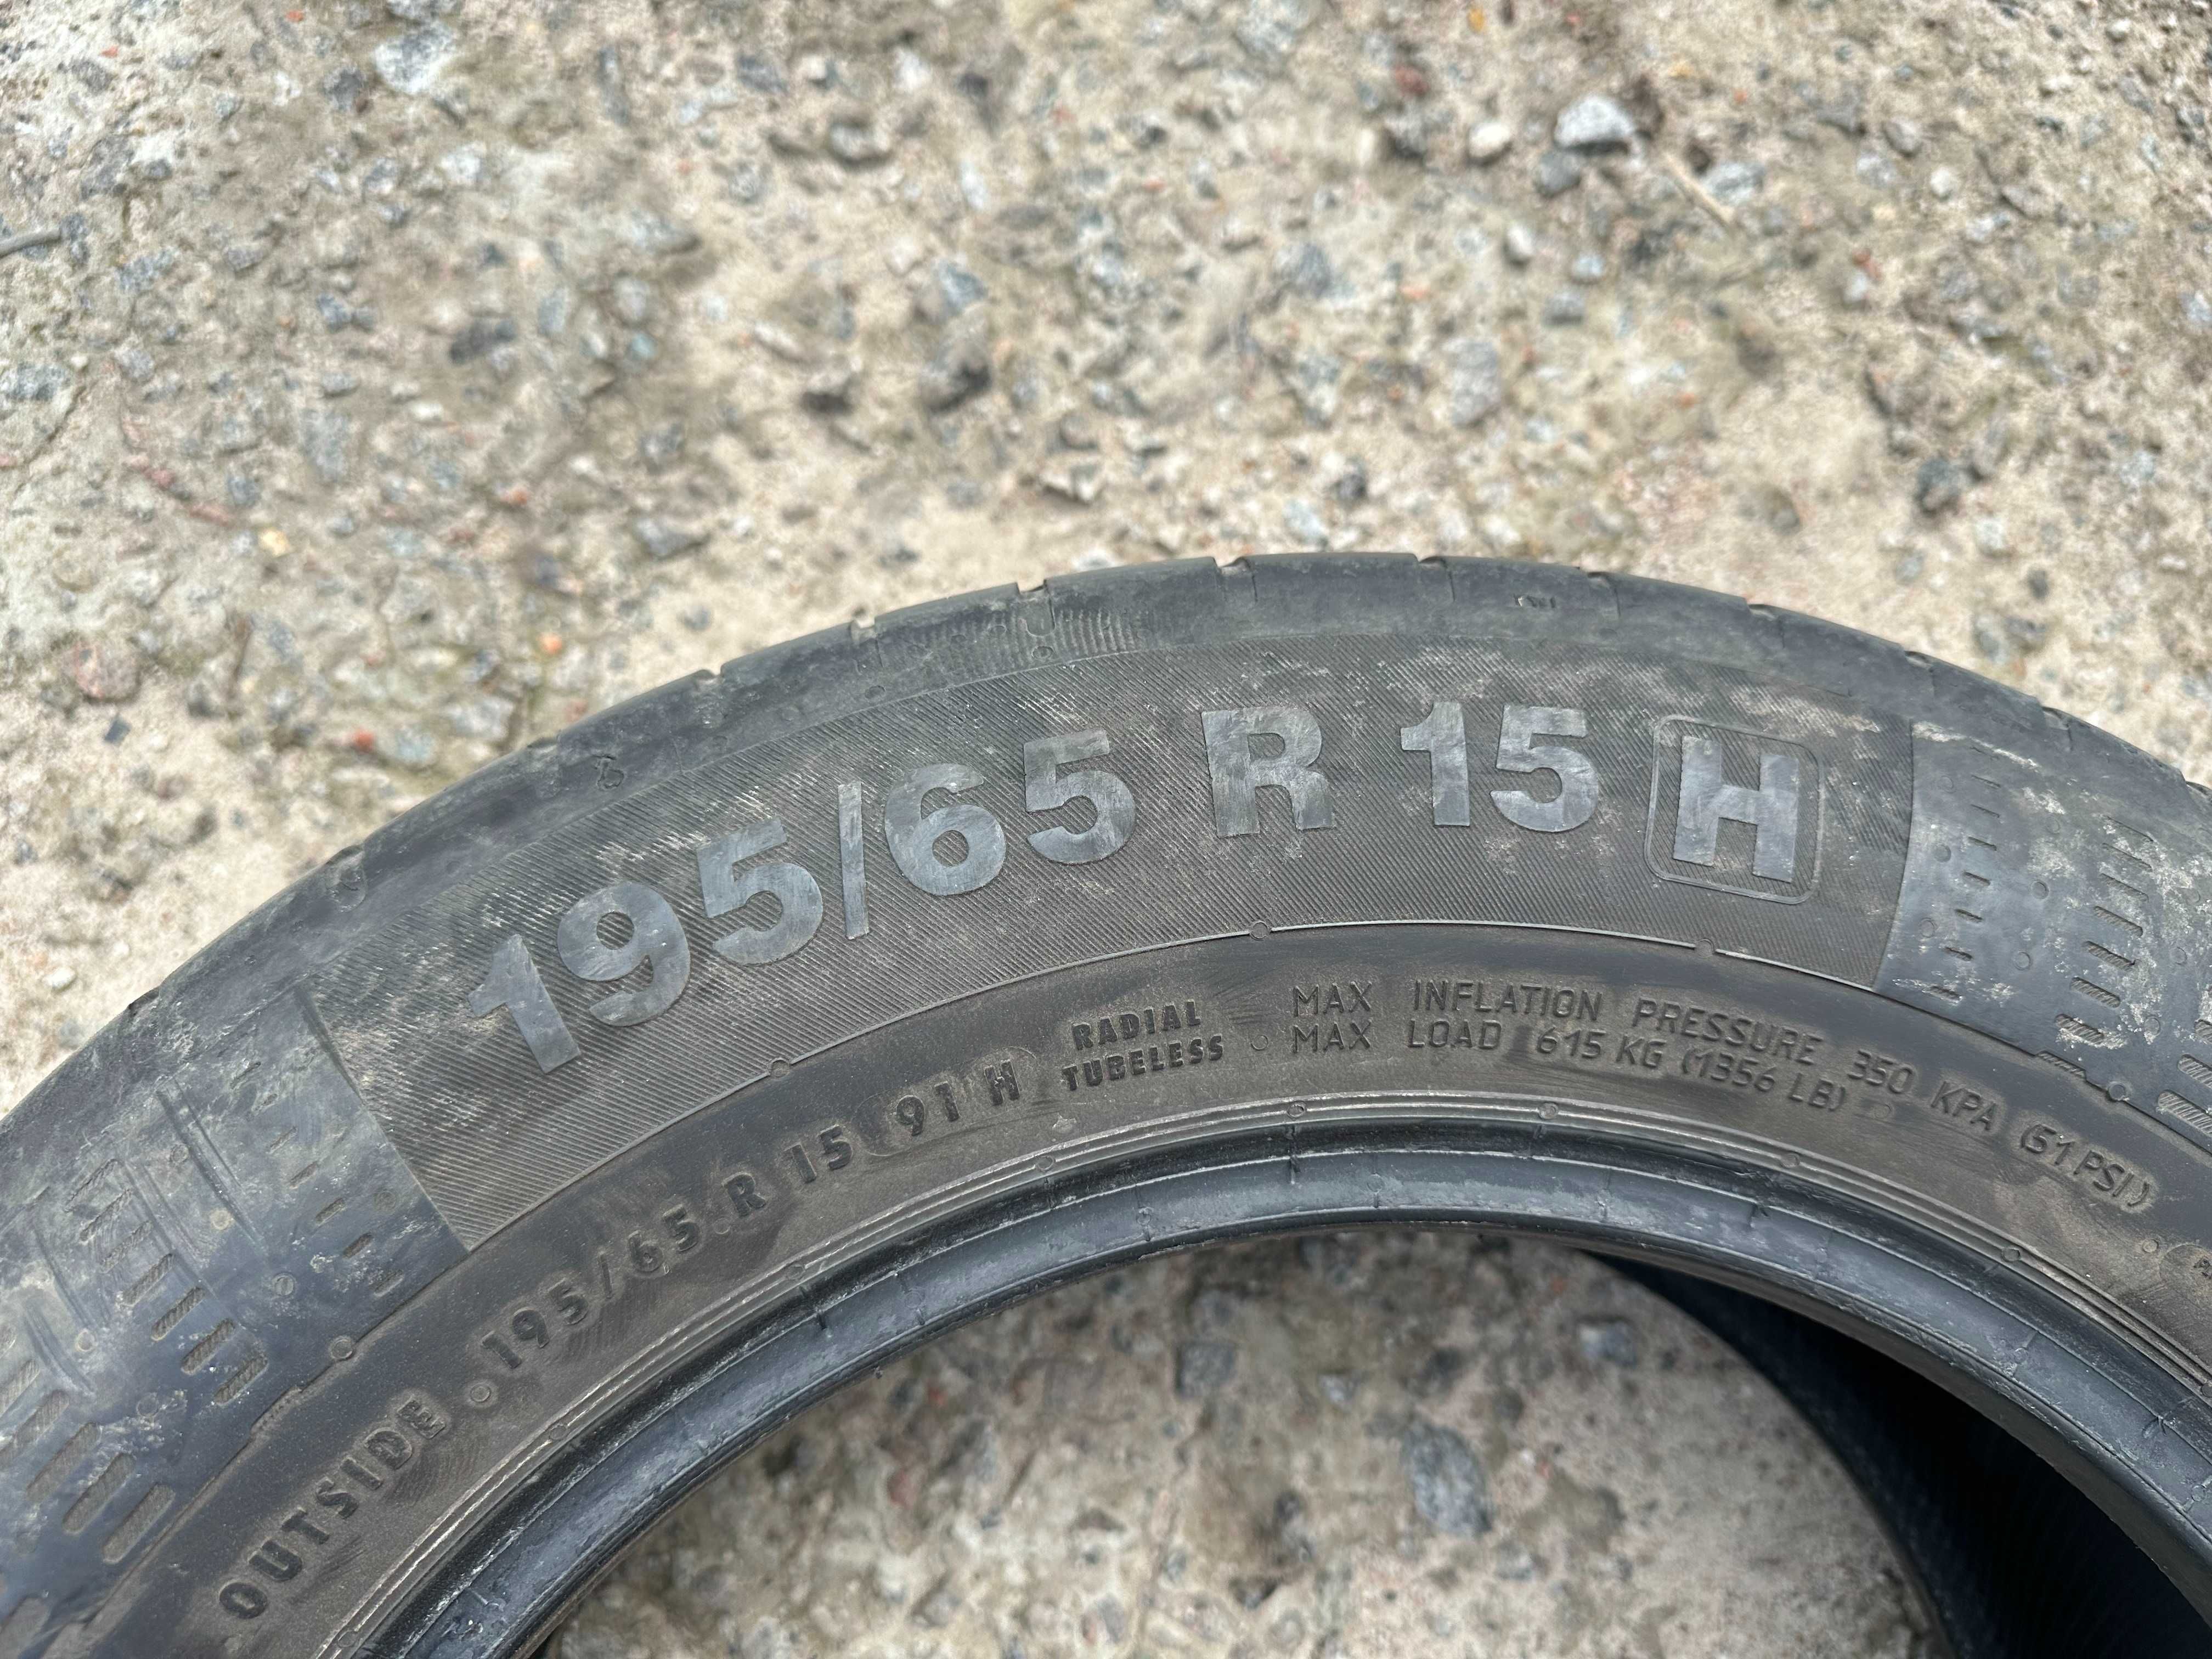 195/65 R 15 H
OUTSIDE 195/65 R 15 91 H
RADIAL
TUBELESS
MAX INFLATION PRESSURE 350 KPA (51 PSI)
MAX LOAD 615 KG (1356 LB)